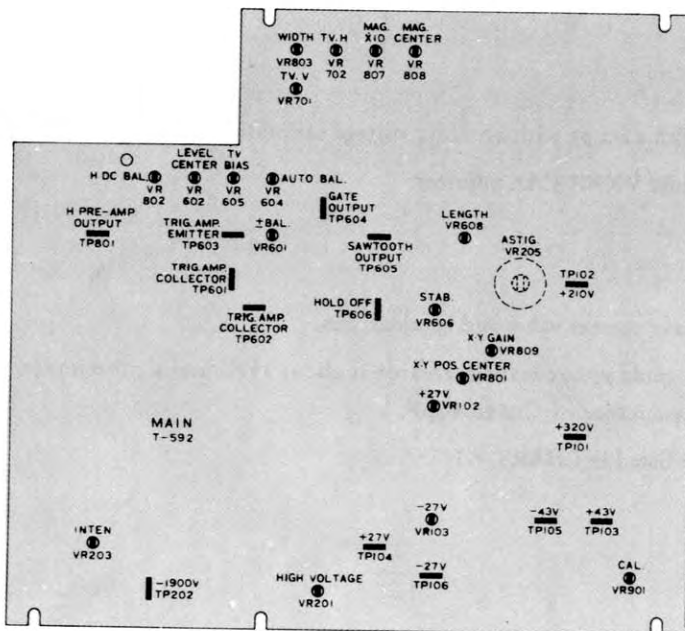 WIDTH
VR803
TV.H
VR
702
MAG.
X10
VR
807
MAG.
CENTER
VR
808
TV.V
VR701
H DC BAL.
VR
802
LEVEL
CENTER
VR
602
TV
BIAS
VR
605
AUTO BAL.
VR
604
GATE
OUTPUT
TP604
H PRE-AMP.
OUTPUT
TP801
TRIG.AMP.
EMITTER
TP603
±BAL.
VR601
SAWTOOTH
OUTPUT
TP605
LENGTH
VR608
ASTIG.
VR205
TP102
+210V
TRIG.AMP.
COLLECTOR
TP601
TRIG.AMP.
COLLECTOR
TP602
HOLD OFF
TP606
STAB.
VR606
X-Y GAIN
VR809
X-Y POS. CENTER
VR801
+27V
VR102
MAIN
T-592
+320V
TP101
INTEN
VR203
-27V
VR103
-43V
TP105
+43V
TP103
+27V
TP104
-27V
TP106
-1900V
TP202
HIGH VOLTAGE
VR201
CAL.
VR901